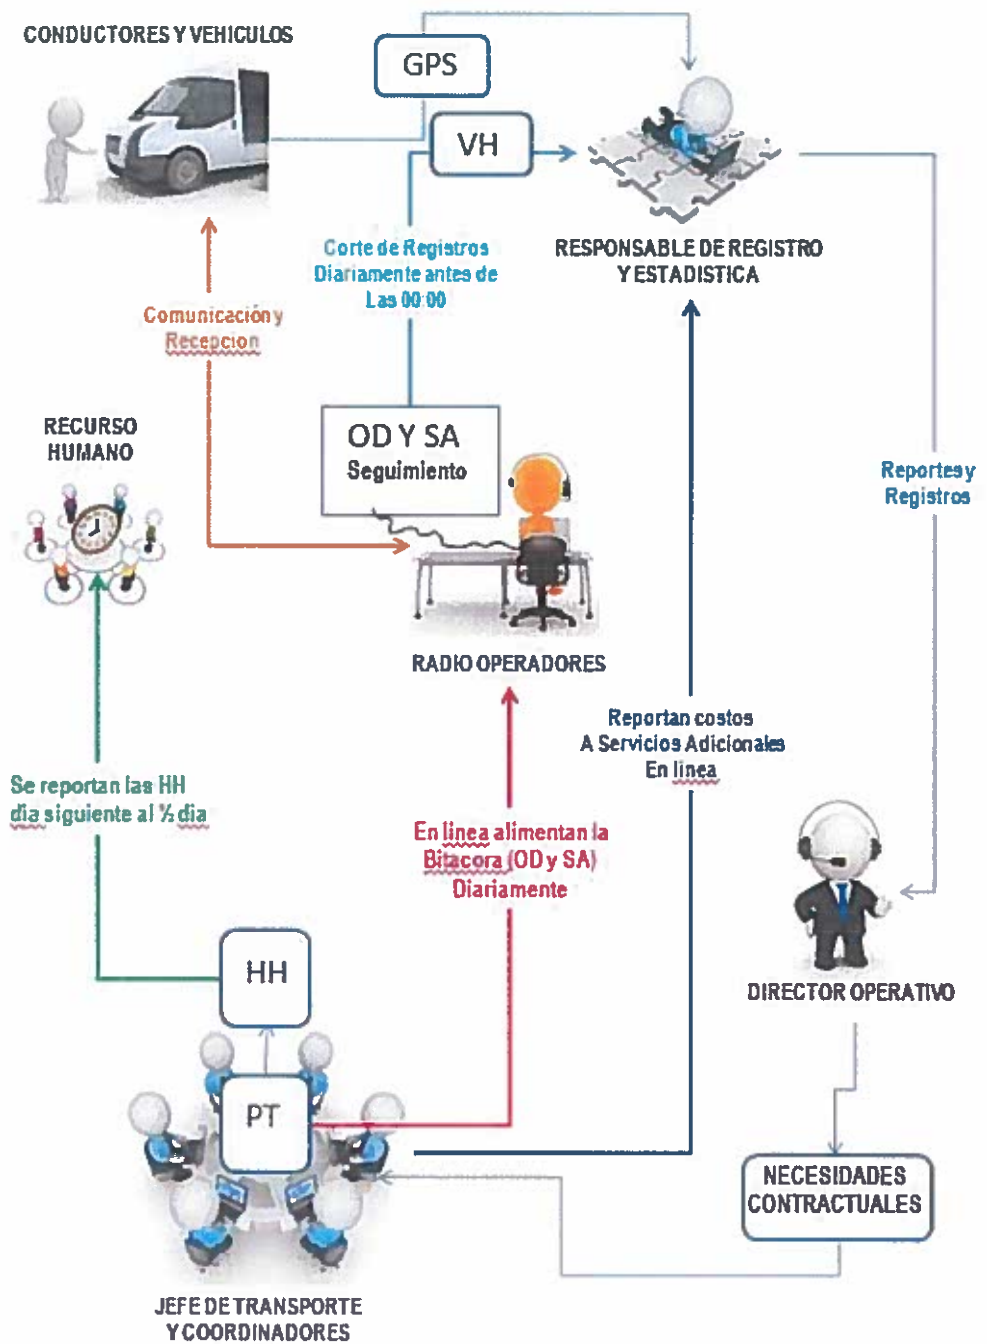 CONDUCTORES Y VEHICULOS
GPS
VH
Corte de Registros
Diariamente antes de
Las 00:00
RESPONSABLE DE REGISTRO
Y ESTADISTICA
Comunicación y
Recepcion
RECURSO
HUMANO
OD Y SA
Seguimiento
Reportes y
Registros
RADIO OPERADORES
Reportan costos
A Servicios Adicionales
En linea
Se reportan las HH
dia siguiente al ½ dia
En linea alimentan la
Bitacora (OD y SA)
Diariamente
HH
DIRECTOR OPERATIVO
PT
NECESIDADES
CONTRACTUALES
JEFE DE TRANSPORTE
Y COORDINADORES